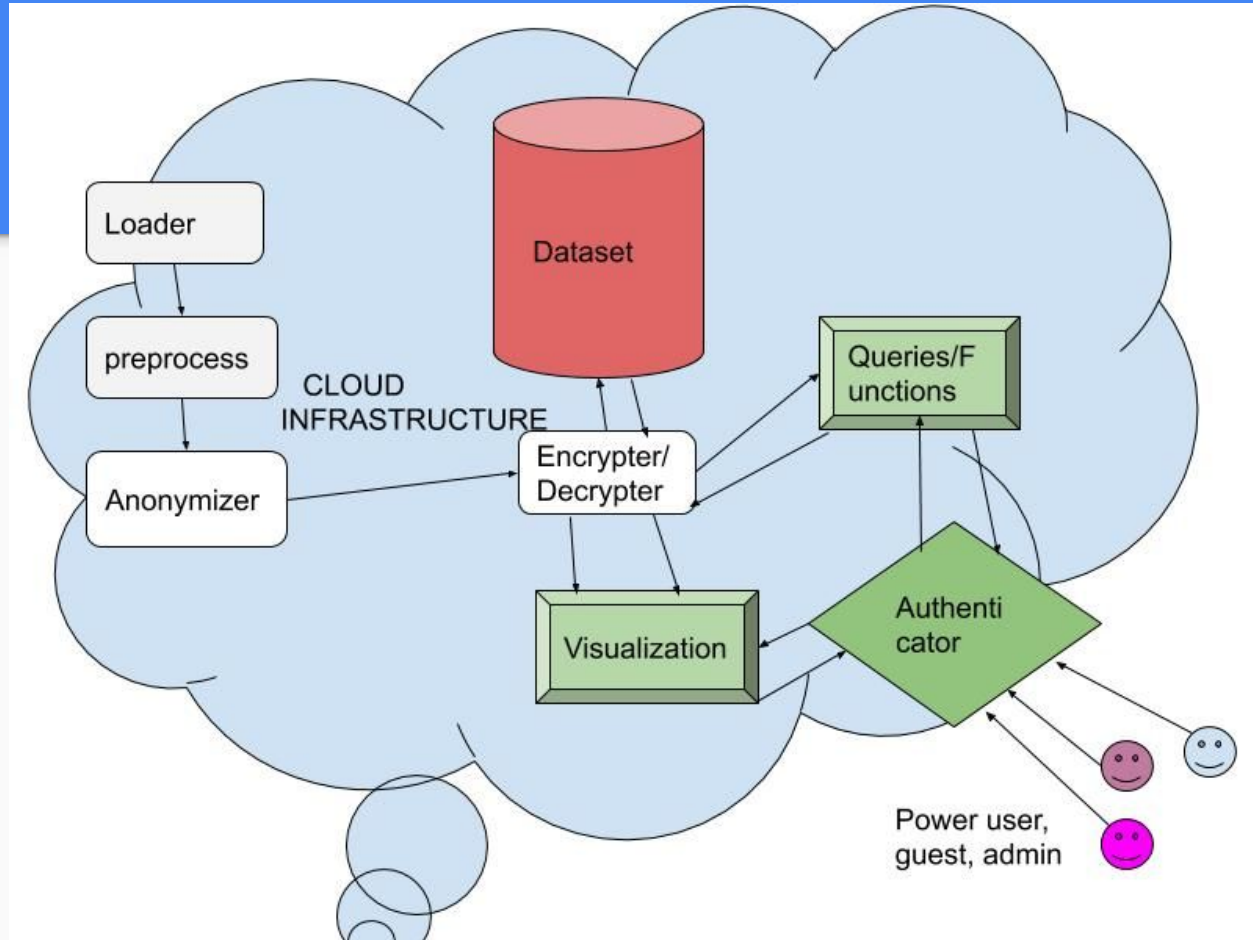 Loader
preprocess
Anonymizer
CLOUD
INFRASTRUCTURE
Dataset
Encrypter/
Decrypter
Queries/F
unctions
Visualization
Authenti
cator
Power user,
guest, admin